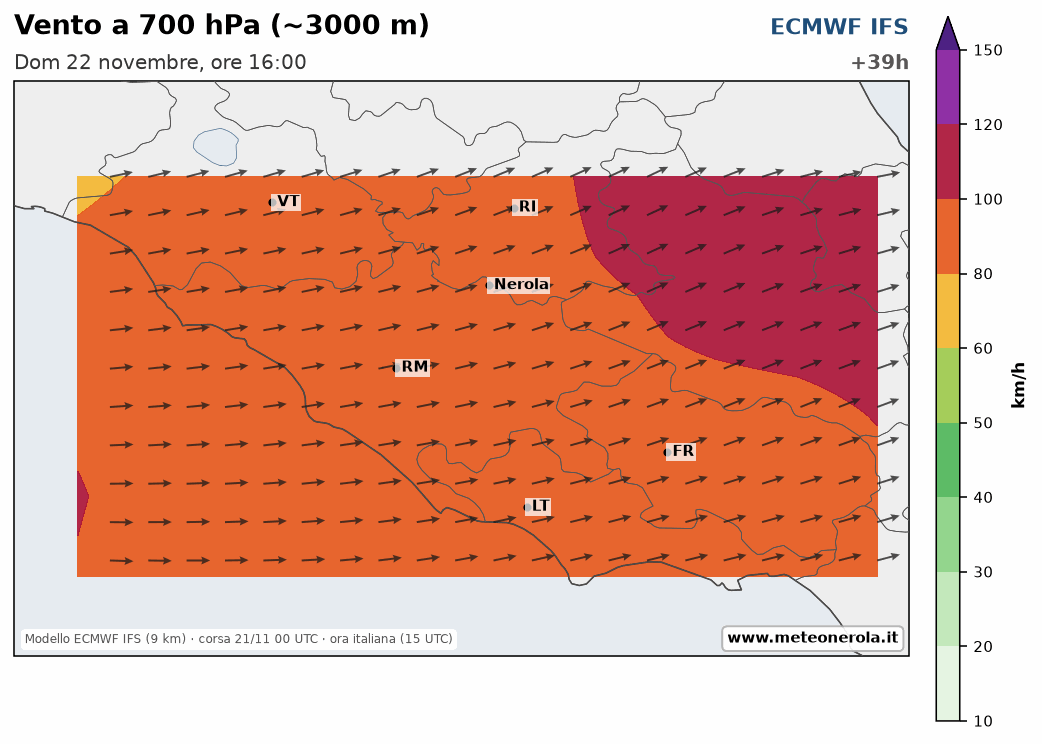 Vento a 700 hPa (~3000 m)
ECMWF IFS
Dom 22 novembre, ore 16:00
+39h
VT
RI
Nerola
RM
FR
LT
150
120
100
80
60
50
40
30
20
10
km/h
Modello ECMWF IFS (9 km) · corsa 21/11 00 UTC · ora italiana (15 UTC)
www.meteonerola.it